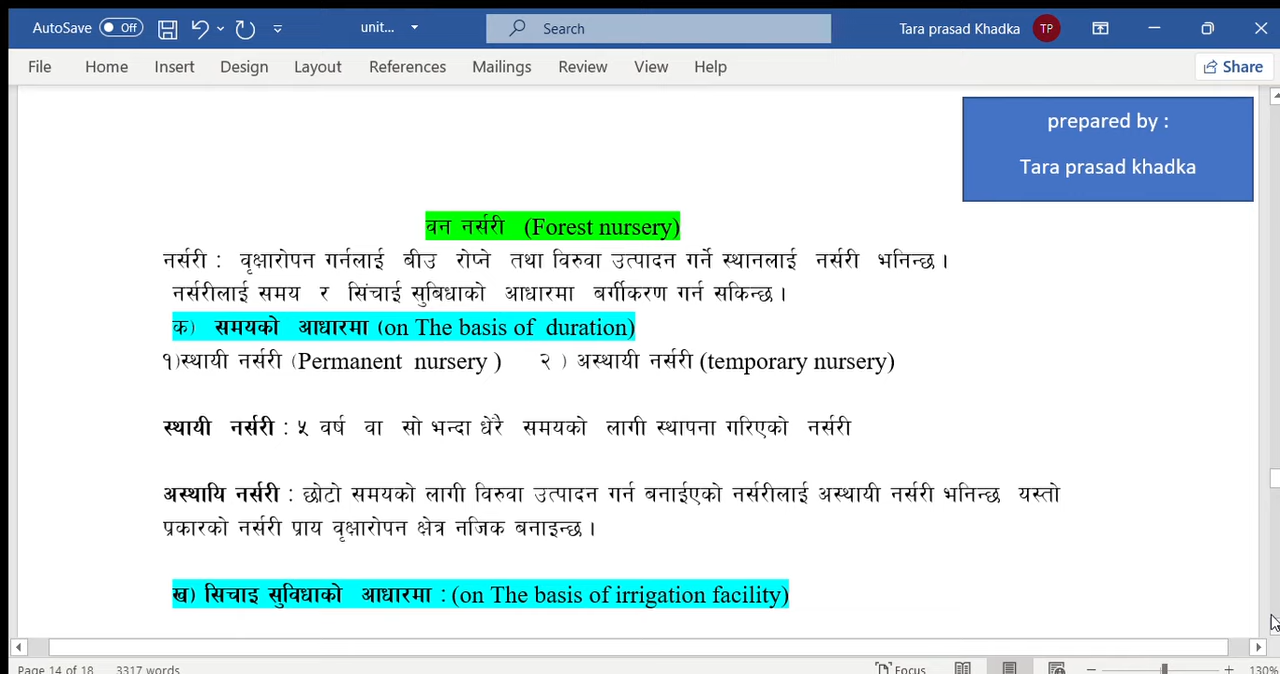 AutoSave Off unit... Search Tara prasad Khadka TP
File Home Insert Design Layout References Mailings Review View Help Share
prepared by :
Tara prasad khadka
वन नर्सरी (Forest nursery)
नर्सरी : वृक्षारोपन गर्नलाई बीउ रोप्ने तथा विरुवा उत्पादन गर्ने स्थानलाई नर्सरी भनिन्छ ।
नर्सरीलाई समय र सिंचाई सुबिधाको आधारमा बर्गीकरण गर्न सकिन्छ ।
क) समयको आधारमा (on The basis of duration)
१)स्थायी नर्सरी (Permanent nursery ) २ ) अस्थायी नर्सरी (temporary nursery)
स्थायी नर्सरी : ५ वर्ष वा सो भन्दा धेरै समयको लागी स्थापना गरिएको नर्सरी
अस्थायि नर्सरी : छोटो समयको लागी विरुवा उत्पादन गर्न बनाईएको नर्सरीलाई अस्थायी नर्सरी भनिन्छ यस्तो
प्रकारको नर्सरी प्राय वृक्षारोपन क्षेत्र नजिक बनाइन्छ ।
ख) सिचाइ सुविधाको आधारमा : (on The basis of irrigation facility)
Page 14 of 18 3317 words Focus 130%